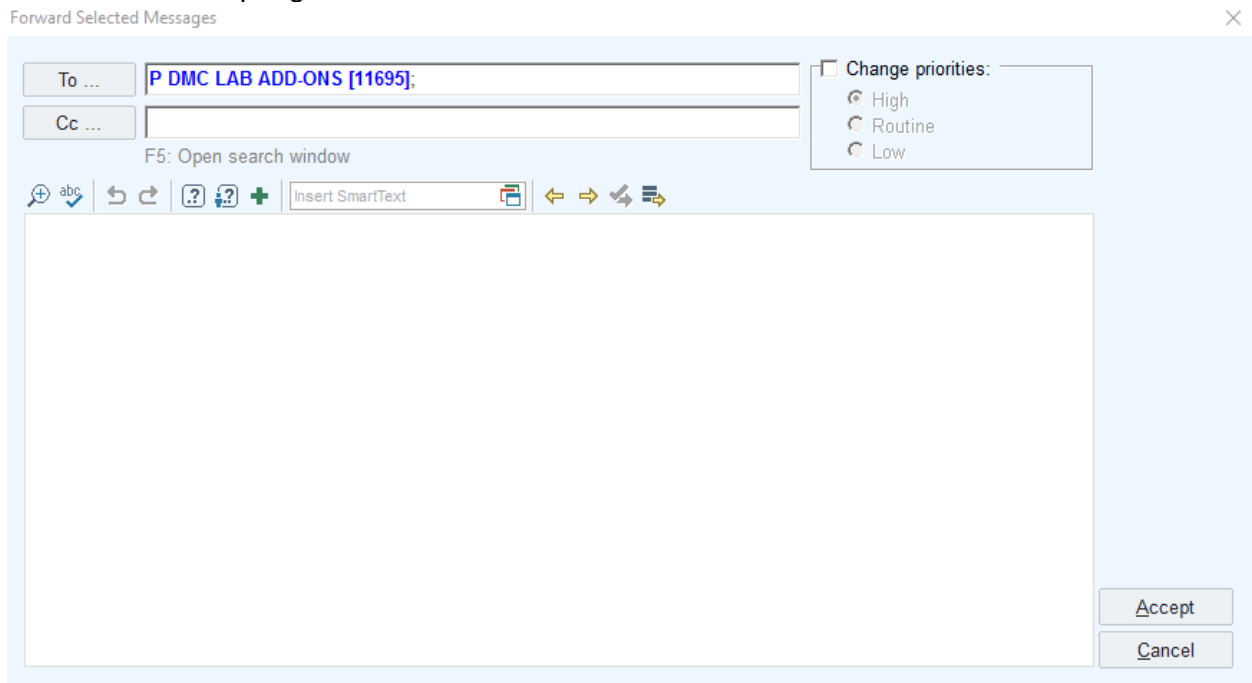 Forward Selected Messages
To ...
P DMC LAB ADD-ONS [11695];
Cc ...
F5: Open search window
Change priorities:
High
Routine
Low
abc
Insert SmartText
Accept
Cancel